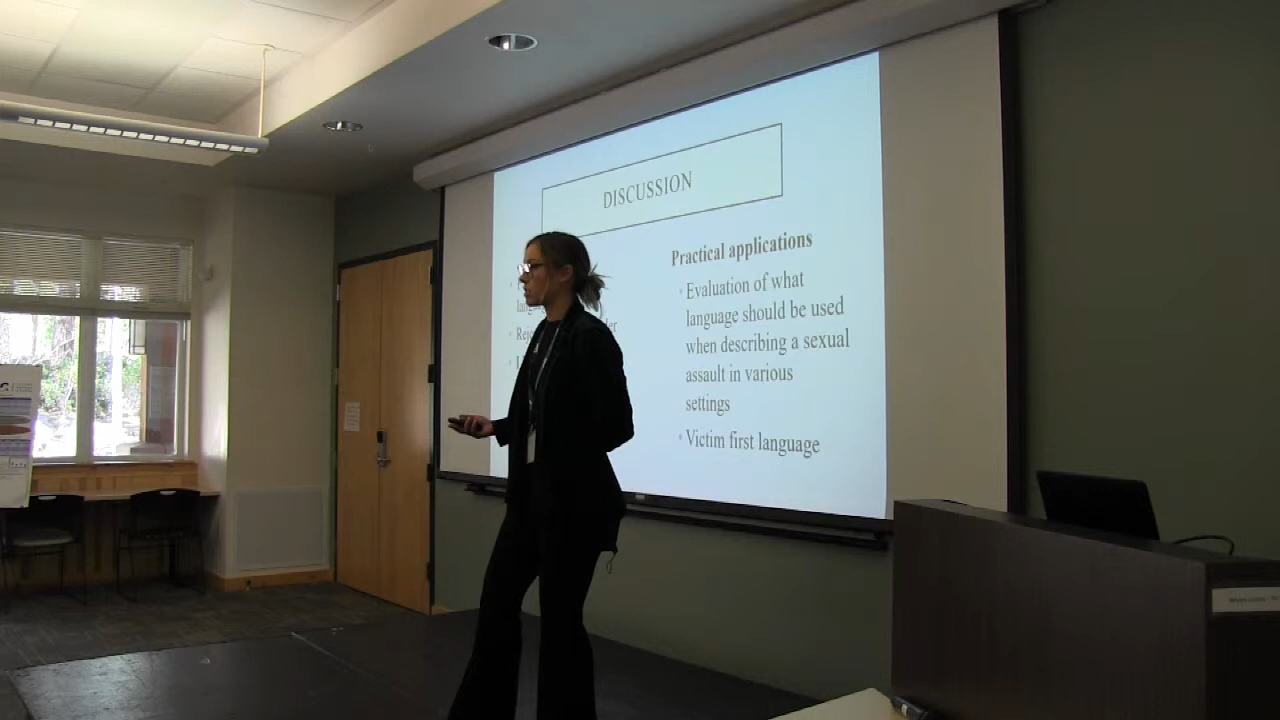 DISCUSSION
Practical applications
Evaluation of what
language should be used
when describing a sexual
assault in various
settings
Victim first language